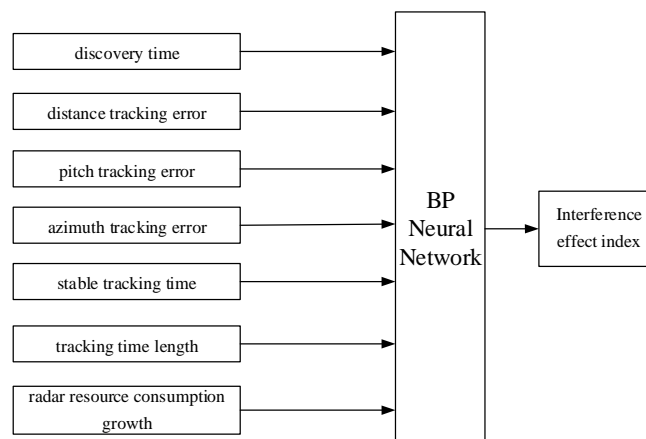 discovery time
distance tracking error
pitch tracking error
azimuth tracking error
stable tracking time
tracking time length
radar resource consumption
growth
BP
Neural
Network
Interference
effect index